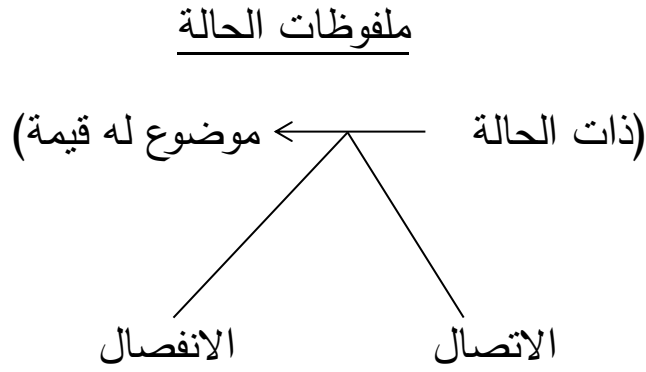 ملفوظات الحالة
(ذات الحالة موضوع له قيمة)
الاتصال الانفصال